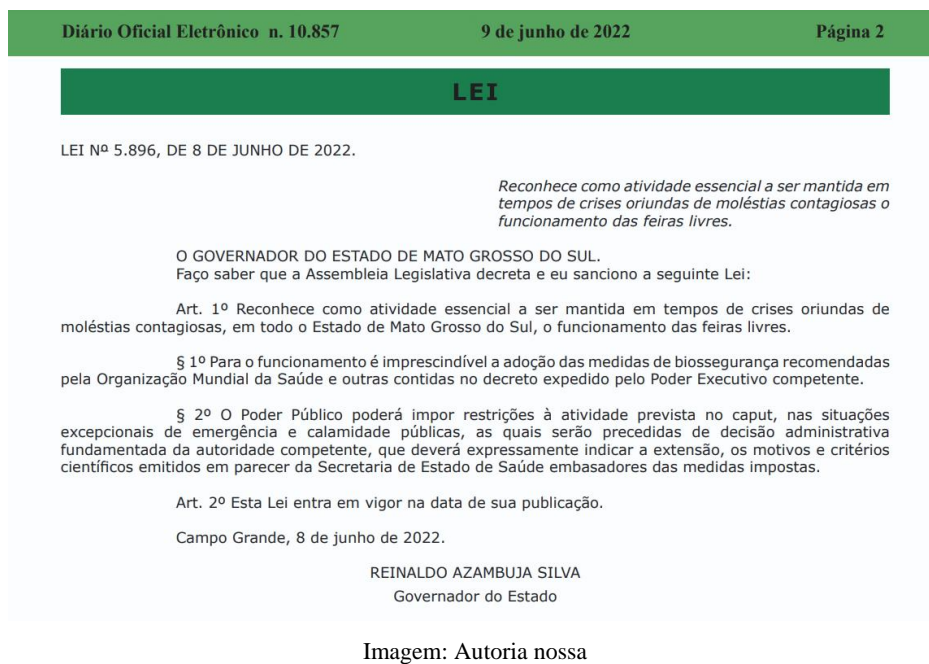 Diário Oficial Eletrônico n. 10.857 9 de junho de 2022 Página 2
LEI
LEI Nº 5.896, DE 8 DE JUNHO DE 2022.
Reconhece como atividade essencial a ser mantida em
tempos de crises oriundas de moléstias contagiosas o
funcionamento das feiras livres.
O GOVERNADOR DO ESTADO DE MATO GROSSO DO SUL.
Faço saber que a Assembleia Legislativa decreta e eu sanciono a seguinte Lei:
Art. 1º Reconhece como atividade essencial a ser mantida em tempos de crises oriundas de
moléstias contagiosas, em todo o Estado de Mato Grosso do Sul, o funcionamento das feiras livres.
§ 1º Para o funcionamento é imprescindível a adoção das medidas de biossegurança recomendadas
pela Organização Mundial da Saúde e outras contidas no decreto expedido pelo Poder Executivo competente.
§ 2º O Poder Público poderá impor restrições à atividade prevista no caput, nas situações
excepcionais de emergência e calamidade públicas, as quais serão precedidas de decisão administrativa
fundamentada da autoridade competente, que deverá expressamente indicar a extensão, os motivos e critérios
científicos emitidos em parecer da Secretaria de Estado de Saúde embasadores das medidas impostas.
Art. 2º Esta Lei entra em vigor na data de sua publicação.
Campo Grande, 8 de junho de 2022.
REINALDO AZAMBUJA SILVA
Governador do Estado
Imagem: Autoria nossa